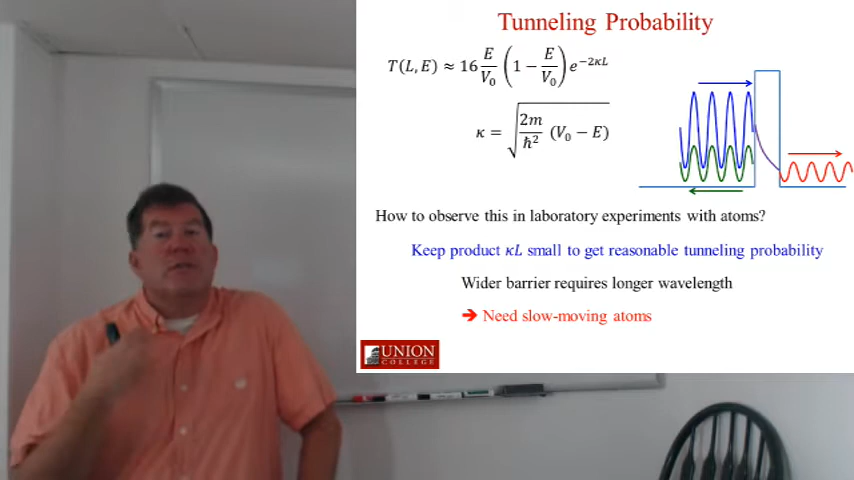 Tunneling Probability
T(L, E) ≈ 16 E/V₀ (1 − E/V₀) e^(−2κL)
κ = √(2m/ħ² (V₀ − E))
How to observe this in laboratory experiments with atoms?
Keep product κL small to get reasonable tunneling probability
Wider barrier requires longer wavelength
➔ Need slow-moving atoms
UNION
COLLEGE